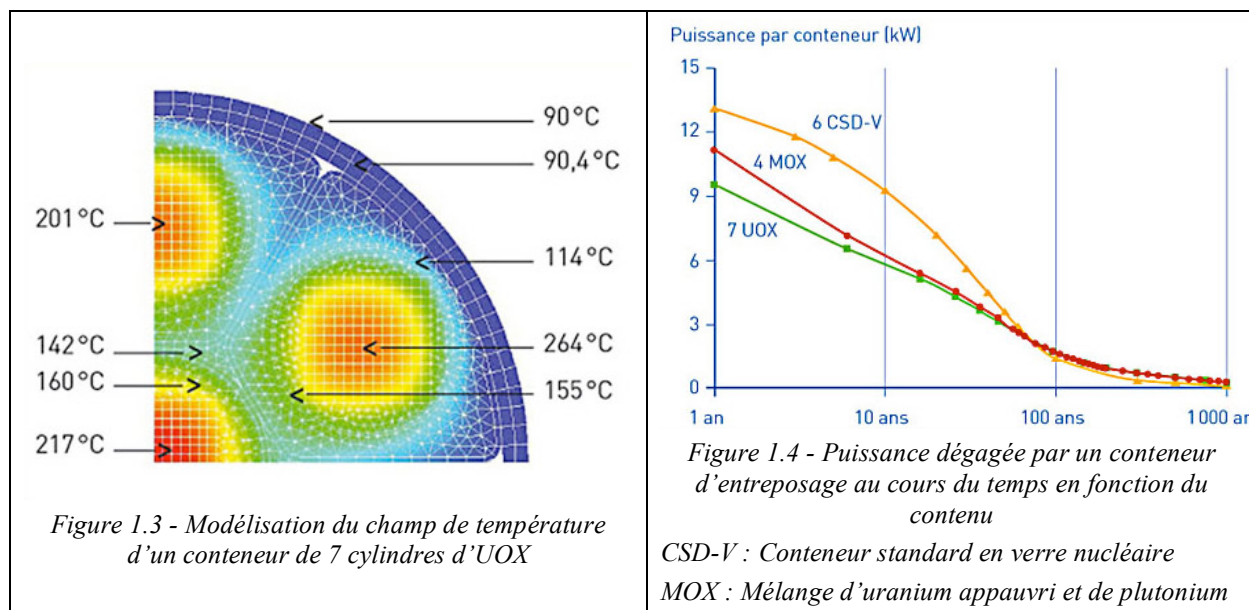 90°C
90,4°C
201°C
114°C
142°C
264°C
160°C
155°C
217°C
Figure 1.3 - Modélisation du champ de température
d'un conteneur de 7 cylindres d'UOX
Puissance par conteneur (kW)
15
12
9
6
3
0
6 CSD-V
4 MOX
7 UOX
1 an
10 ans
100 ans
1 000 an
Figure 1.4 - Puissance dégagée par un conteneur
d'entreposage au cours du temps en fonction du
contenu
CSD-V : Conteneur standard en verre nucléaire
MOX : Mélange d'uranium appauvri et de plutonium